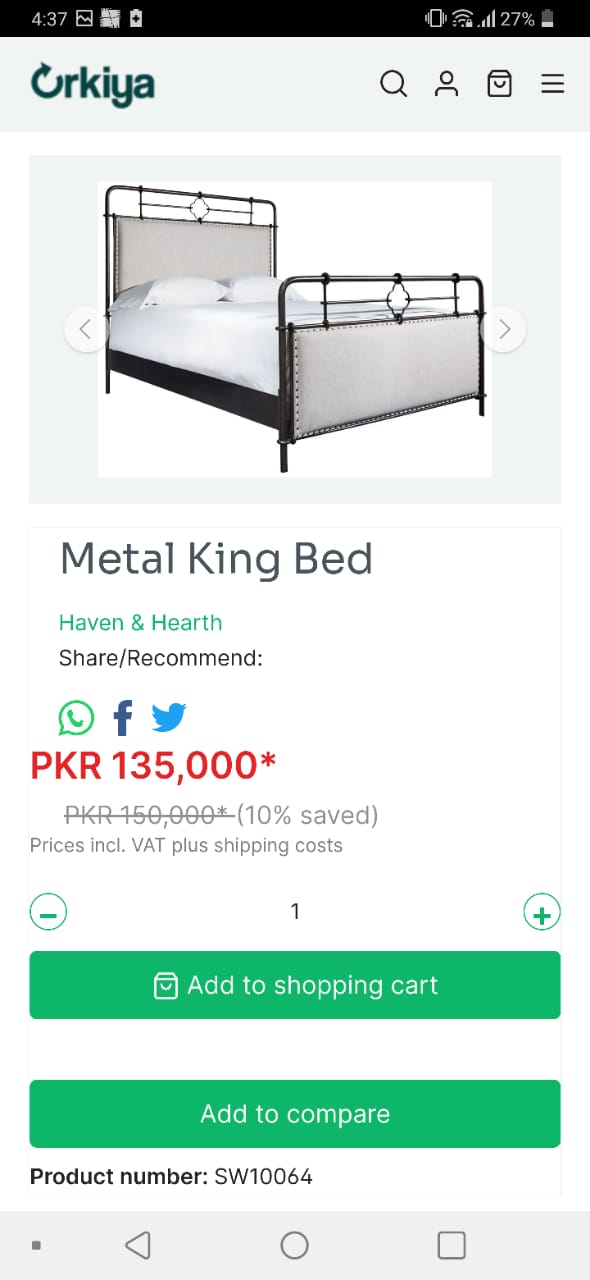 4:37 27%
Orkiya
Metal King Bed
Haven & Hearth
Share/Recommend:
PKR 135,000*
PKR 150,000* (10% saved)
Prices incl. VAT plus shipping costs
1
Add to shopping cart
Add to compare
Product number: SW10064